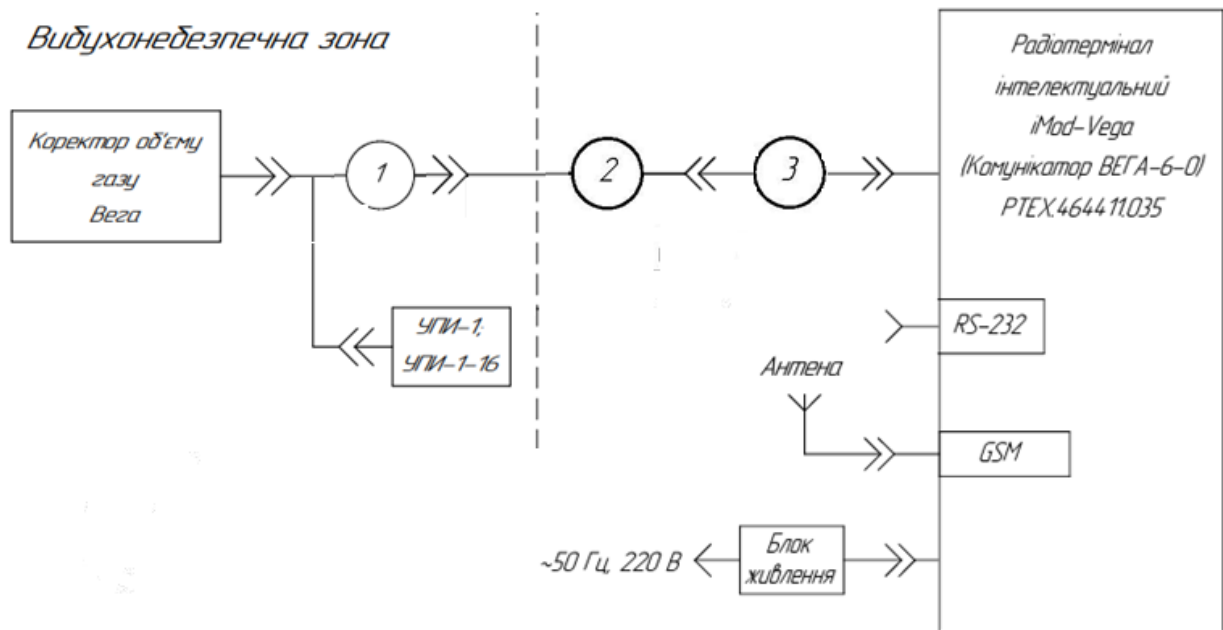 Вибухонебезпечна зона
Коректор об'єму
газу
Вега
1
2
3
УПИ-1;
УПИ-1-16
Радіотермінал
інтелектуальний
iMod-Vega
(Комунікатор ВЕГА-6-0)
РТЕХ.464411.035
RS-232
Антена
GSM
~50 Гц, 220 В
Блок
живлення